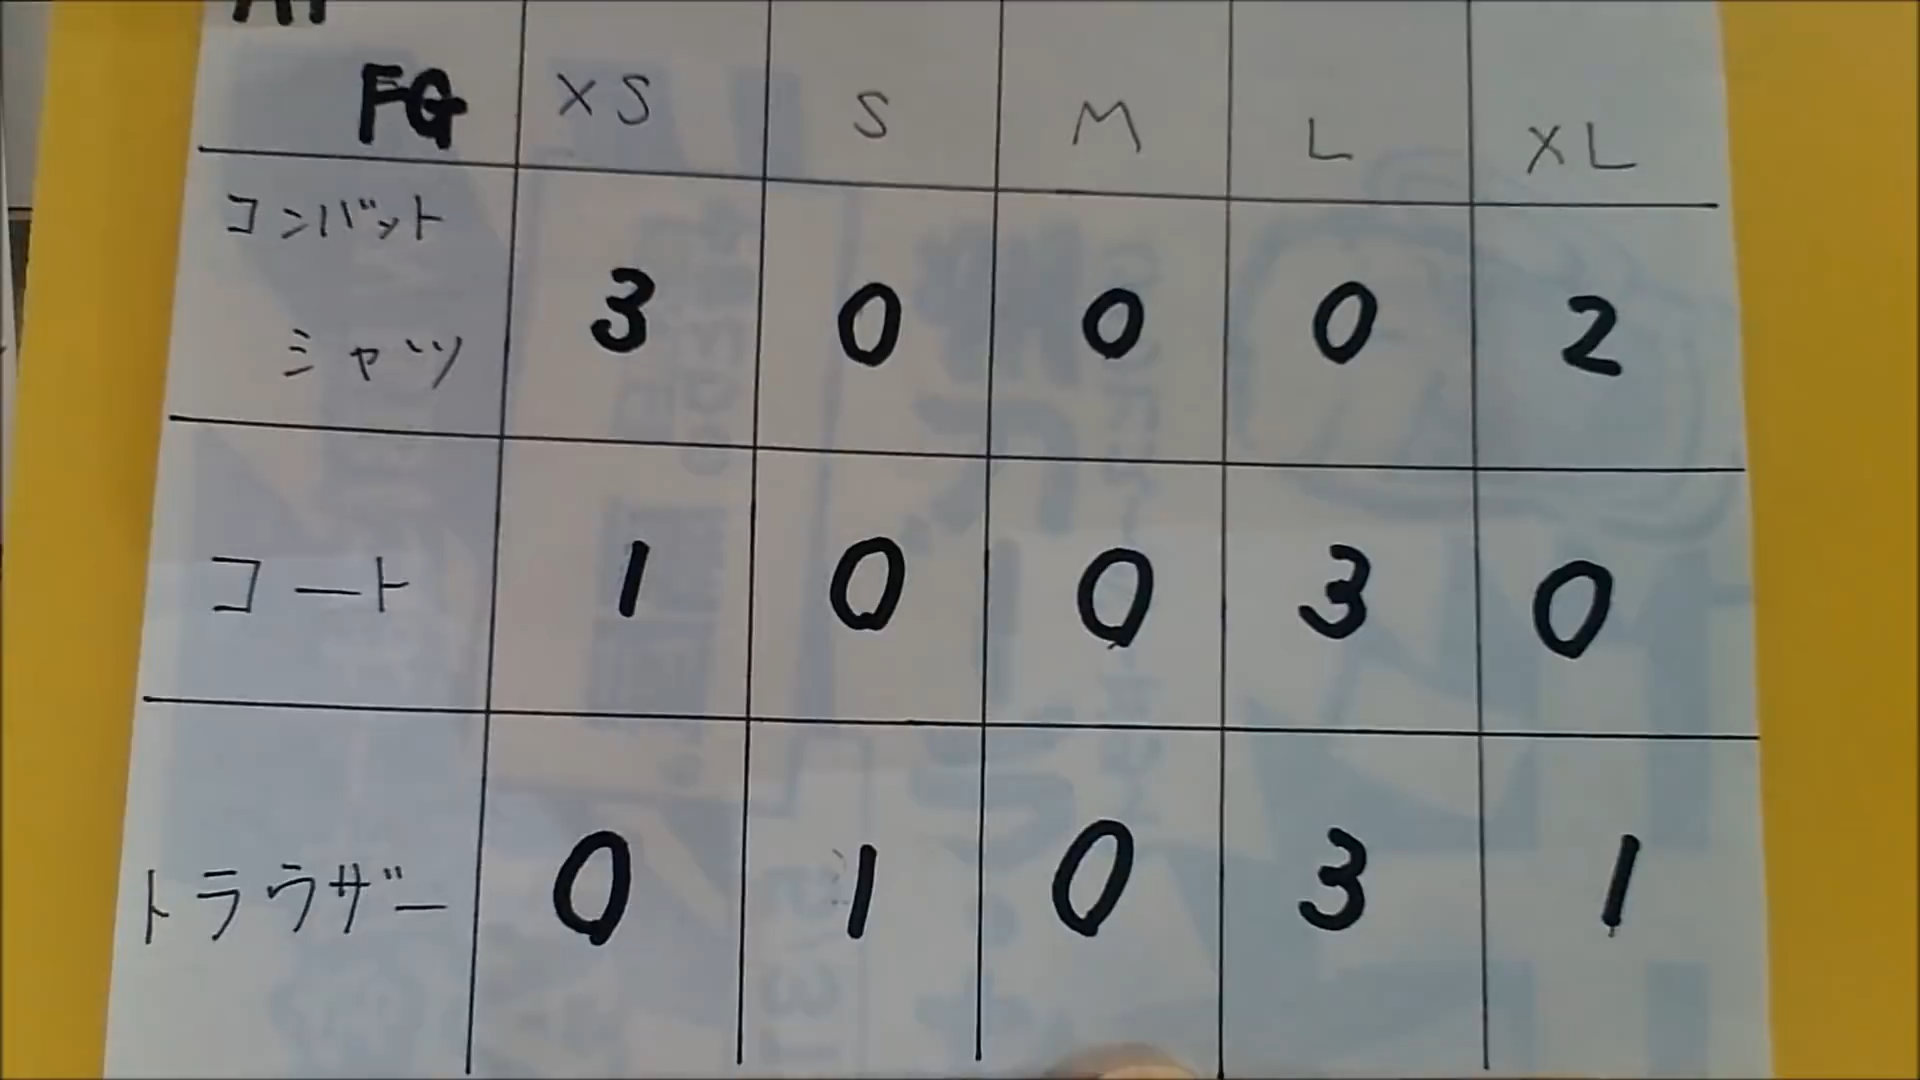 FG XS S M L XL
コンバット
シャツ 3 0 0 0 2
コート 1 0 0 3 0
トラウザー 0 1 0 3 1